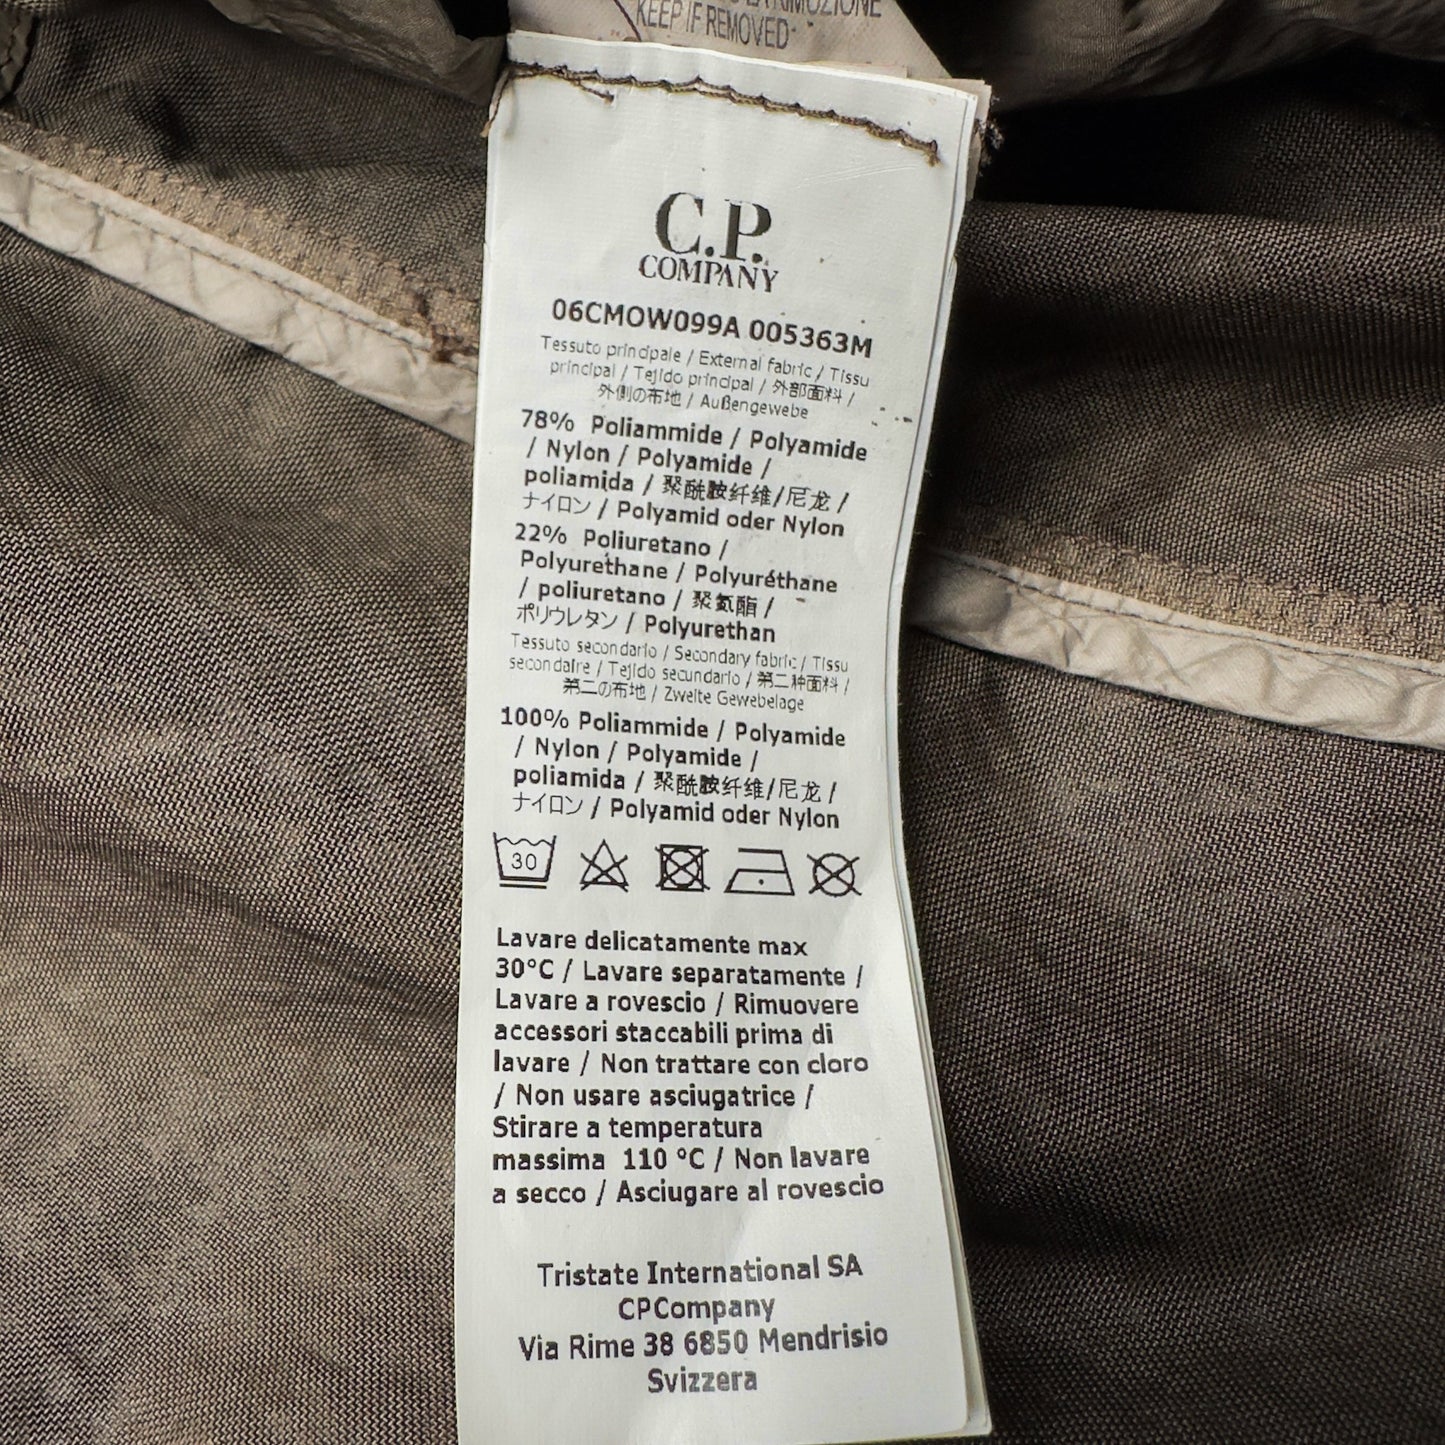 KEEP IF REMOVED
C.P.
COMPANY
06CMOW099A 005363M
Tessuto principale / External fabric / Tissu
principal / Tejido principal / 外部面料 /
外側の布地 / Außengewebe
78% Poliammide / Polyamide
/ Nylon / Polyamide /
poliamida / 聚酰胺纤维/尼龙 /
ナイロン / Polyamid oder Nylon
22% Poliuretano /
Polyurethane / Polyuréthane
/ poliuretano / 聚氨酯 /
ポリウレタン / Polyurethan
Tessuto secondario / Secondary fabric / Tissu
secondaire / Tejido secundario / 第二种面料 /
第二の布地 / Zweite Gewebelage
100% Poliammide / Polyamide
/ Nylon / Polyamide /
poliamida / 聚酰胺纤维/尼龙 /
ナイロン / Polyamid oder Nylon
30
Lavare delicatamente max
30°C / Lavare separatamente /
Lavare a rovescio / Rimuovere
accessori staccabili prima di
lavare / Non trattare con cloro
/ Non usare asciugatrice /
Stirare a temperatura
massima 110 °C / Non lavare
a secco / Asciugare al rovescio
Tristate International SA
CPCompany
Via Rime 38 6850 Mendrisio
Svizzera